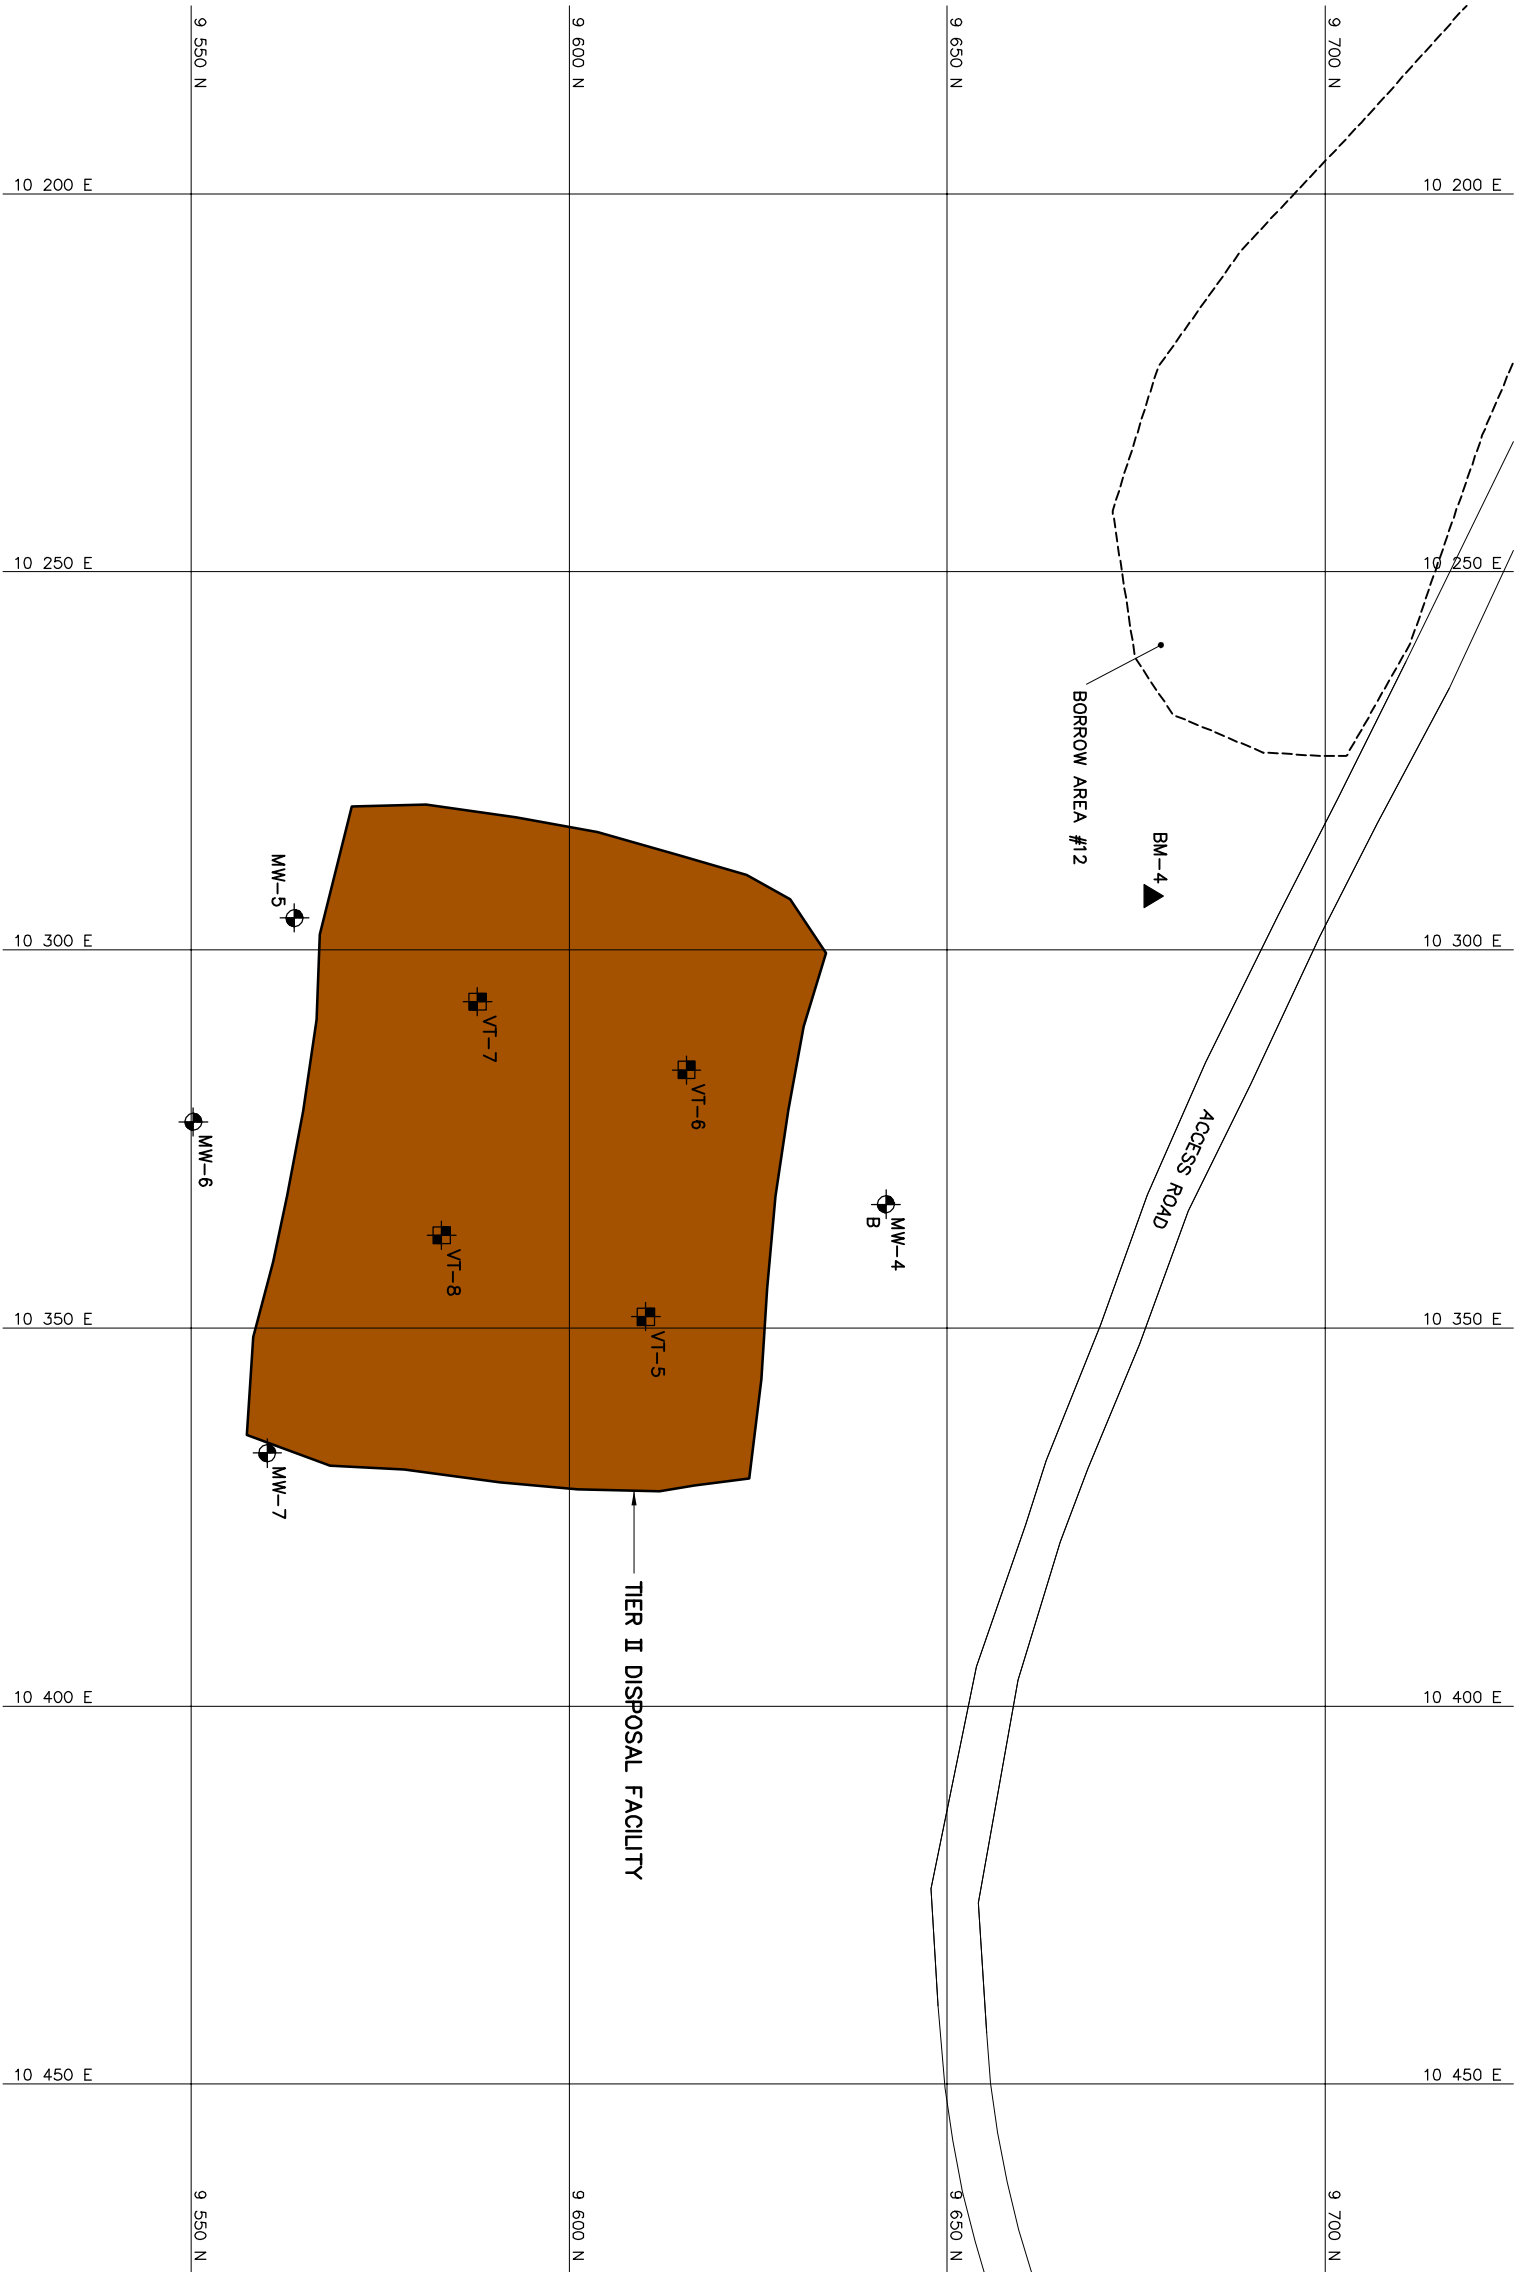 9 550 N
9 600 N
9 650 N
9 700 N
10 200 E
10 200 E
10 250 E
10 250 E
BORROW AREA #12
BM-4
MW-5
10 300 E
10 300 E
VT-7
VT-6
MW-6
ACCESS ROAD
MW-4
B
VT-8
10 350 E
10 350 E
VT-5
MW-7
TIER II DISPOSAL FACILITY
10 400 E
10 400 E
10 450 E
10 450 E
9 550 N
9 600 N
9 650 N
9 700 N